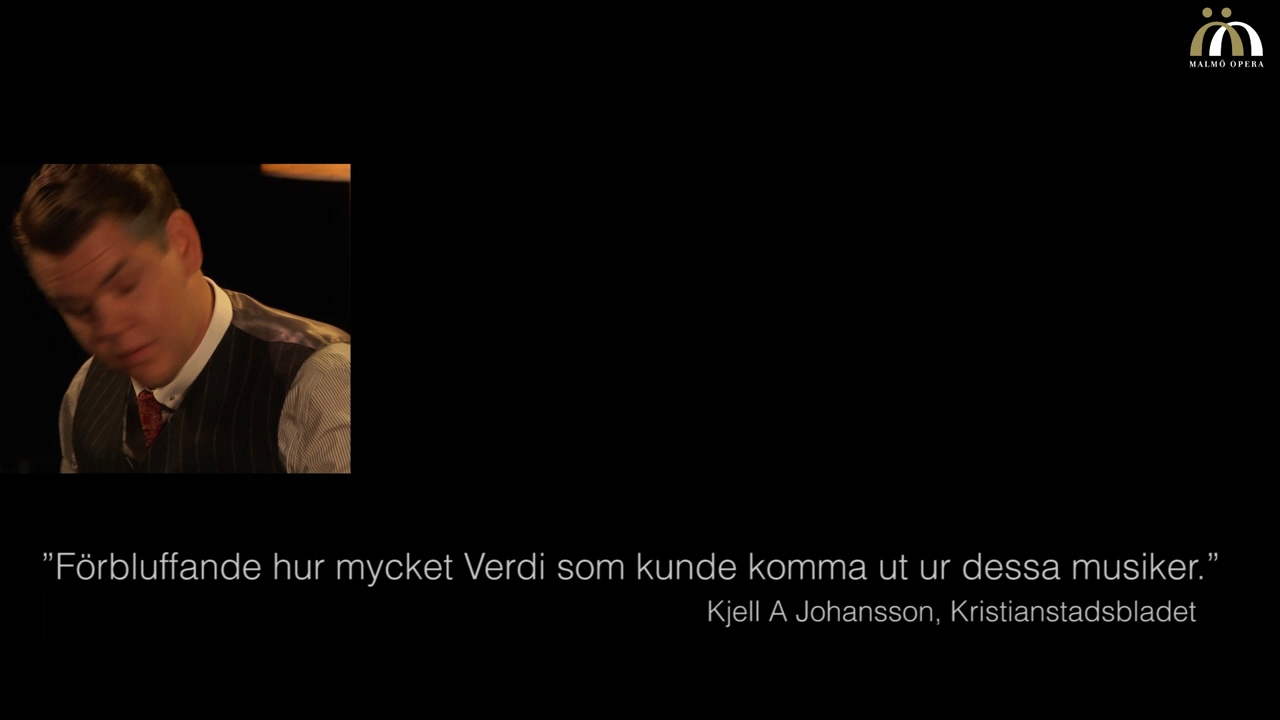 MALMÖ OPERA
”Förbluffande hur mycket Verdi som kunde komma ut ur dessa musiker.”
Kjell A Johansson, Kristianstadsbladet